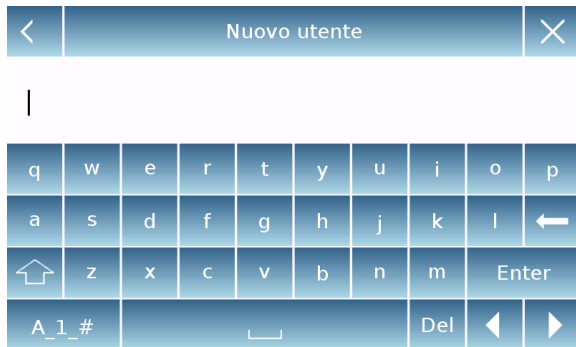 Nuovo utente
q w e r t y u i o p
a s d f g h j k l
z x c v b n m Enter
A_1_# Del